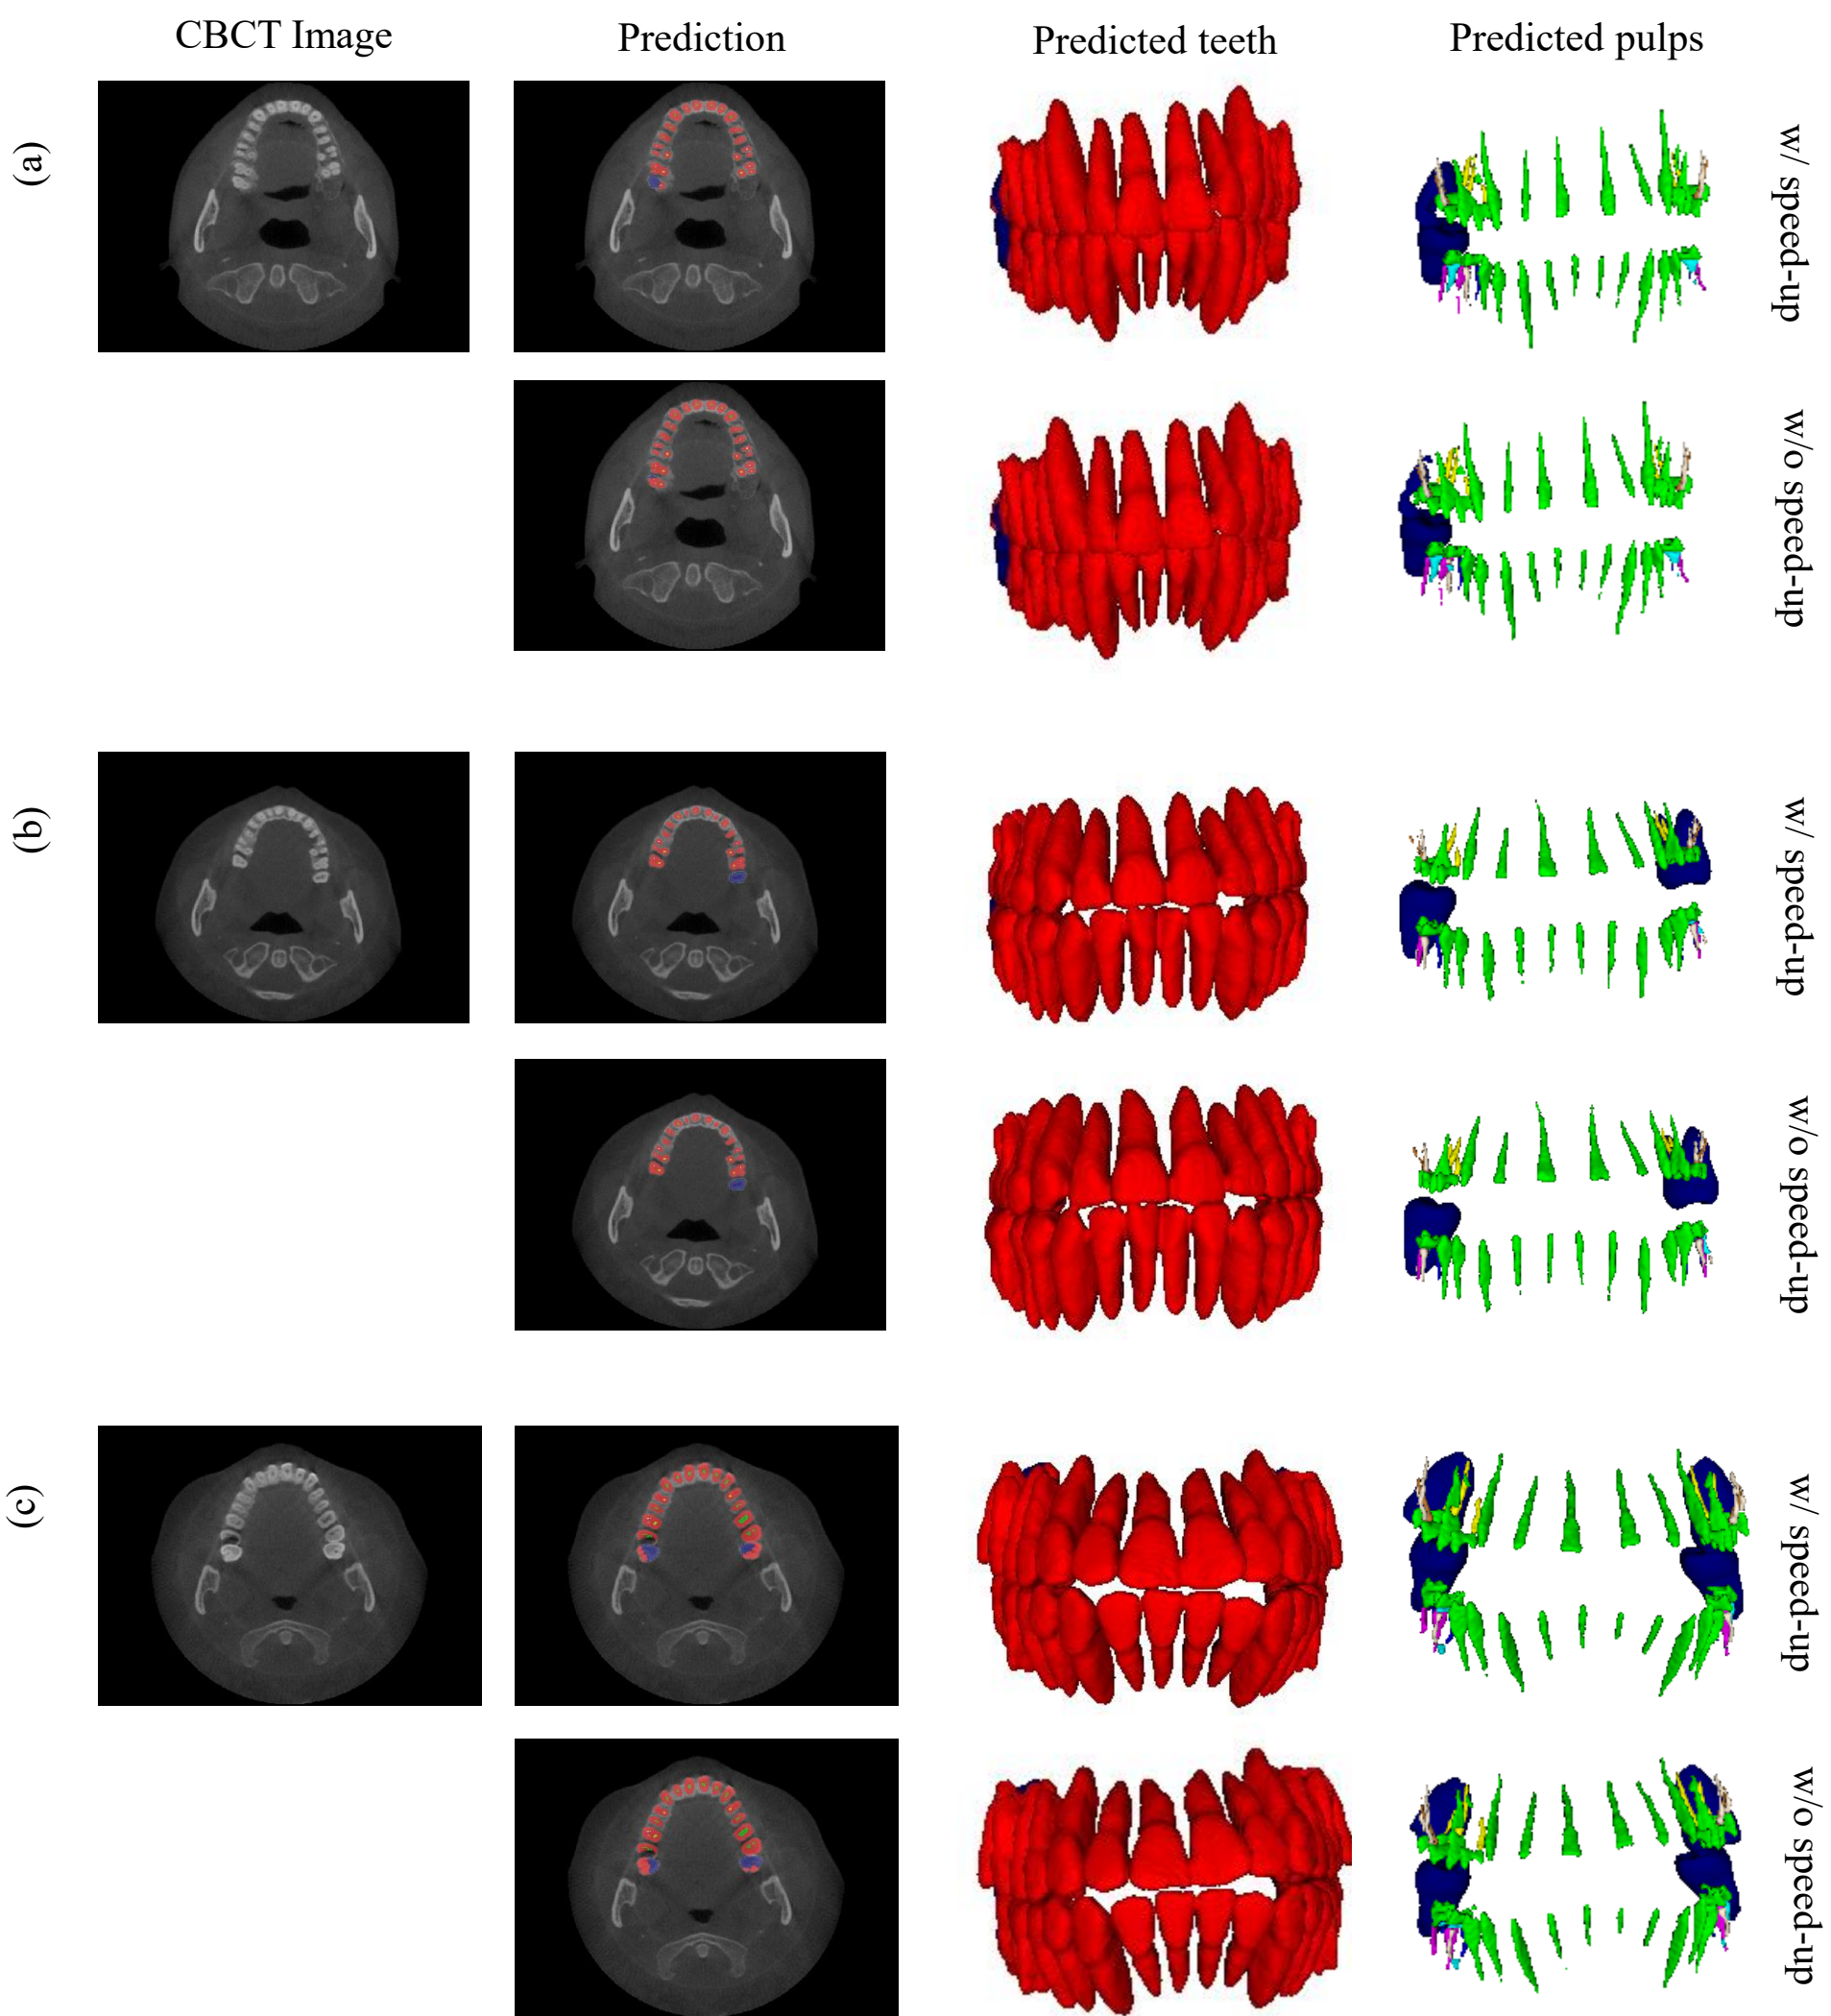 CBCT Image
Prediction
Predicted teeth
Predicted pulps
(a)
w/ speed-up
w/o speed-up
(b)
w/ speed-up
w/o speed-up
(c)
w/ speed-up
w/o speed-up